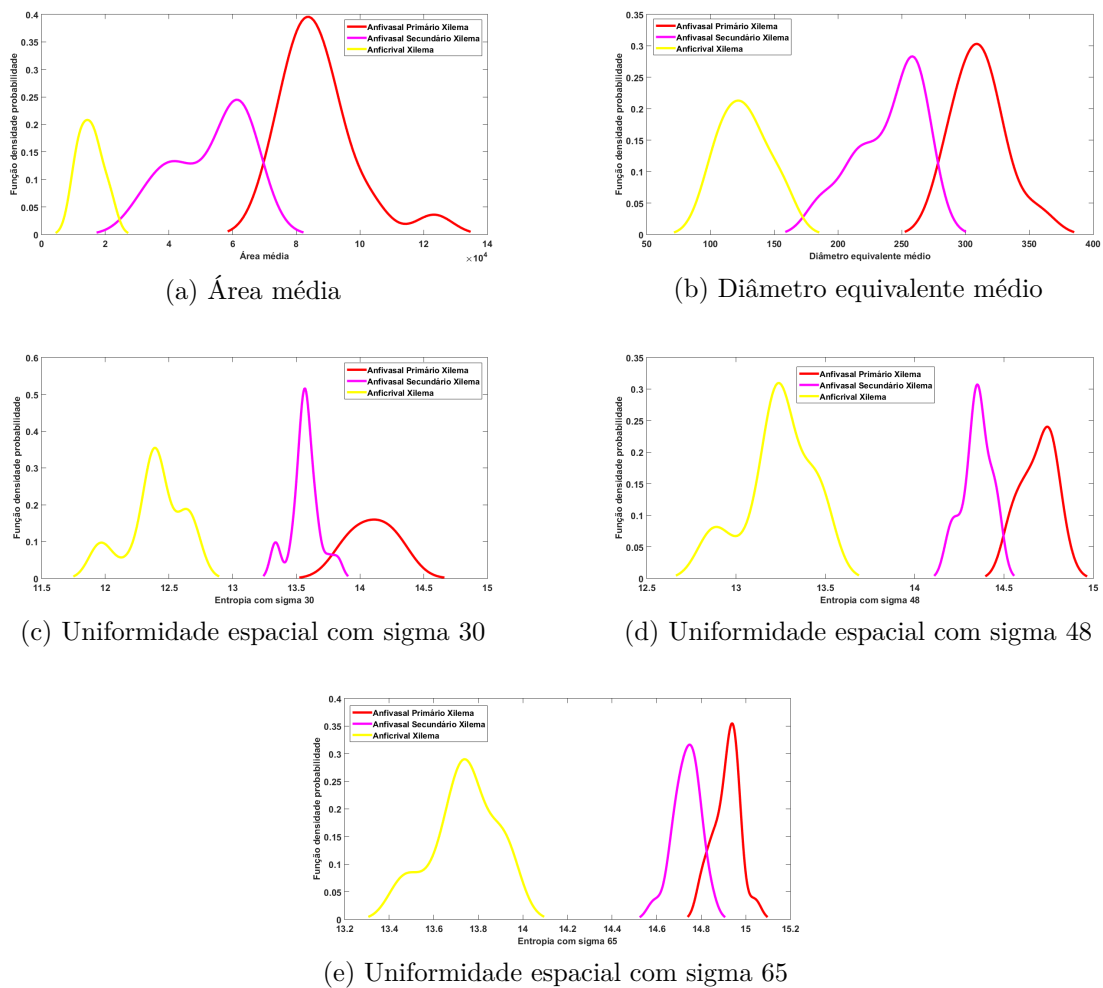 Anfivasal Primário Xilema
Anfivasal Secundário Xilema
Anficrival Xilema
Função densidade probabilidade
0.4
0.35
0.3
0.25
0.2
0.15
0.1
0.05
0
0 2 4 6 8 10 12 14
Área média
×10⁴
(a) Área média
Anfivasal Primário Xilema
Anfivasal Secundário Xilema
Anficrival Xilema
Função densidade probabilidade
0.35
0.3
0.25
0.2
0.15
0.1
0.05
0
50 100 150 200 250 300 350 400
Diâmetro equivalente médio
(b) Diâmetro equivalente médio
Anfivasal Primário Xilema
Anfivasal Secundário Xilema
Anficrival Xilema
Função densidade probabilidade
0.6
0.5
0.4
0.3
0.2
0.1
0
11.5 12 12.5 13 13.5 14 14.5 15
Entropia com sigma 30
(c) Uniformidade espacial com sigma 30
Anfivasal Primário Xilema
Anfivasal Secundário Xilema
Anficrival Xilema
Função densidade probabilidade
0.35
0.3
0.25
0.2
0.15
0.1
0.05
0
12.5 13 13.5 14 14.5 15
Entropia com sigma 48
(d) Uniformidade espacial com sigma 48
Anfivasal Primário Xilema
Anfivasal Secundário Xilema
Anficrival Xilema
Função densidade probabilidade
0.4
0.35
0.3
0.25
0.2
0.15
0.1
0.05
0
13.2 13.4 13.6 13.8 14 14.2 14.4 14.6 14.8 15 15.2
Entropia com sigma 65
(e) Uniformidade espacial com sigma 65